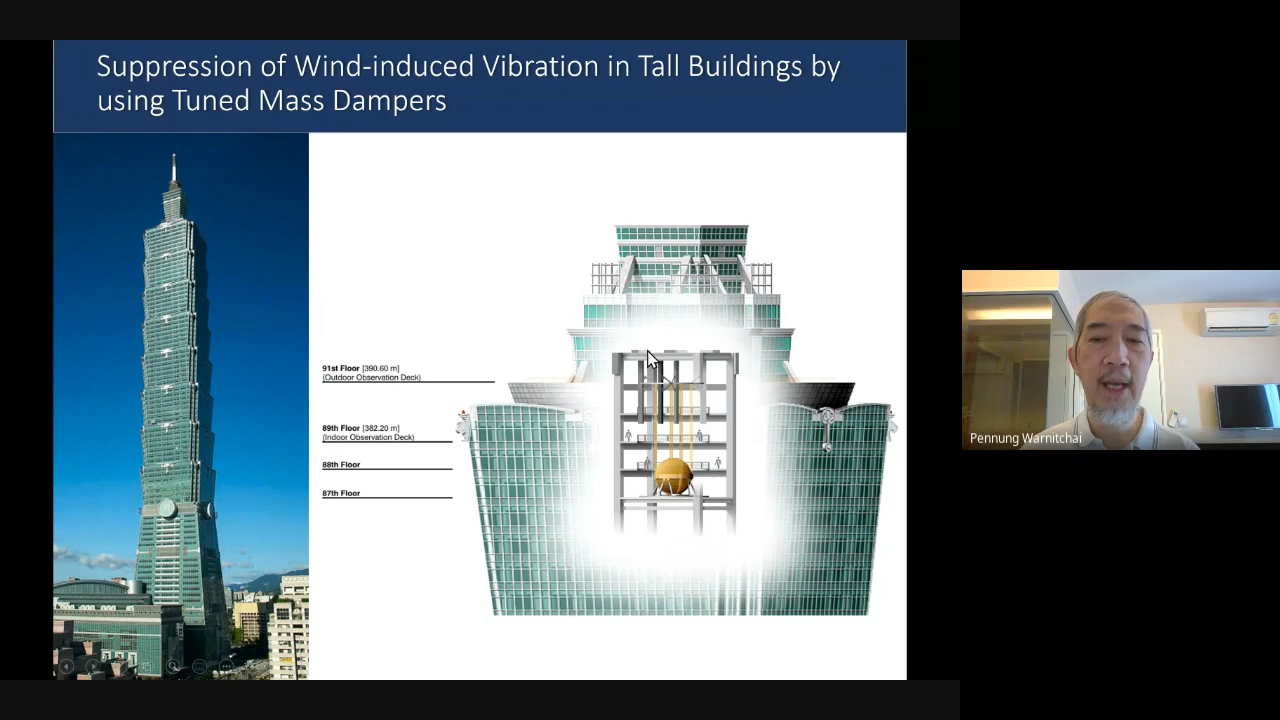 Suppression of Wind-induced Vibration in Tall Buildings by
using Tuned Mass Dampers
91st Floor [390.60 m]
(Outdoor Observation Deck)
89th Floor [382.20 m]
(Indoor Observation Deck)
88th Floor
87th Floor
Pennung Warnitchai